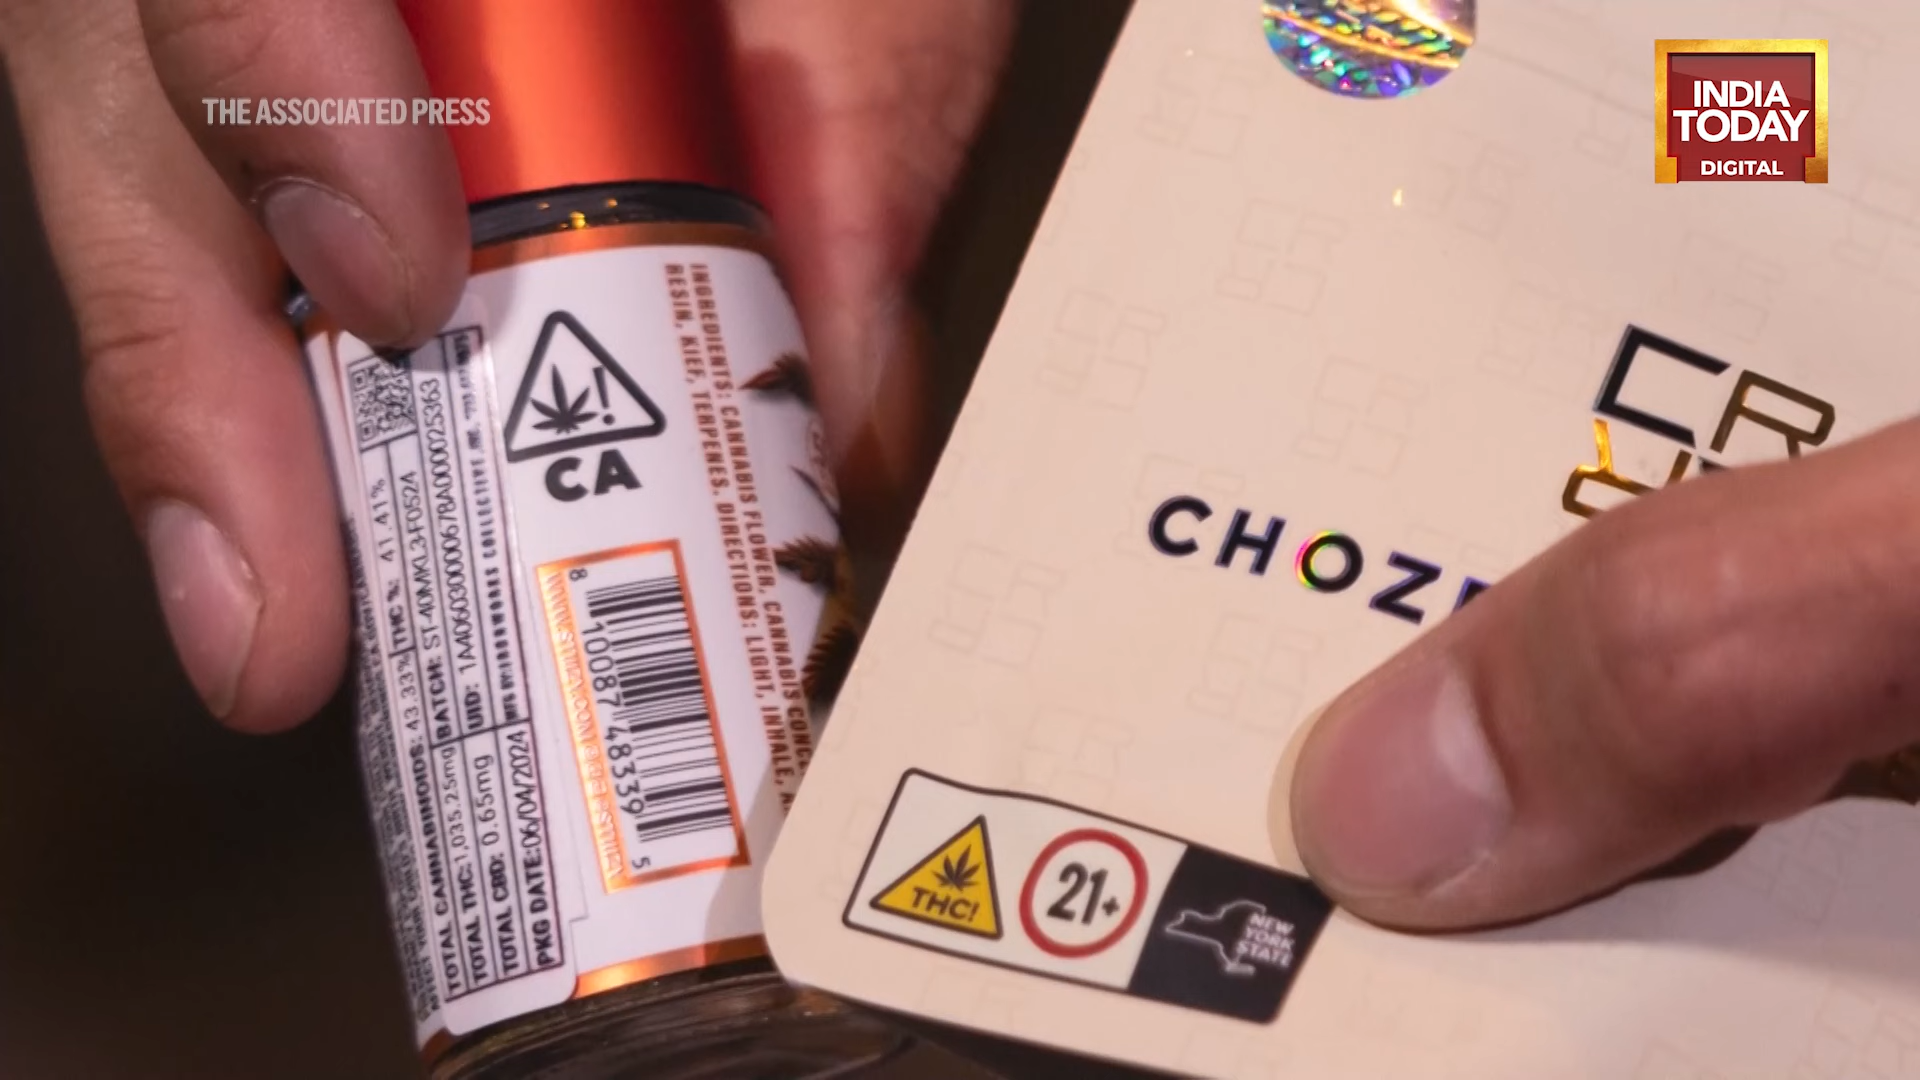 THE ASSOCIATED PRESS
INDIA
TODAY
DIGITAL
CA
INGREDIENTS: CANNABIS FLOWER, CANNABIS
RESIN, KIEF, TERPENES. DIRECTIONS: LIGHT, INHALE,
TOTAL CANNABINOIDS: 43.33% THC %: 41.41%
TOTAL THC: 1,035.25mg BATCH: ST-40MKL3-F0524
TOTAL CBD: 0.65mg UID: 1A406030000678A000025363
PKG DATE: 06/04/2024
8 10087 48339 5
CR
CHOZ
THC!
21+
NEW
YORK
STATE